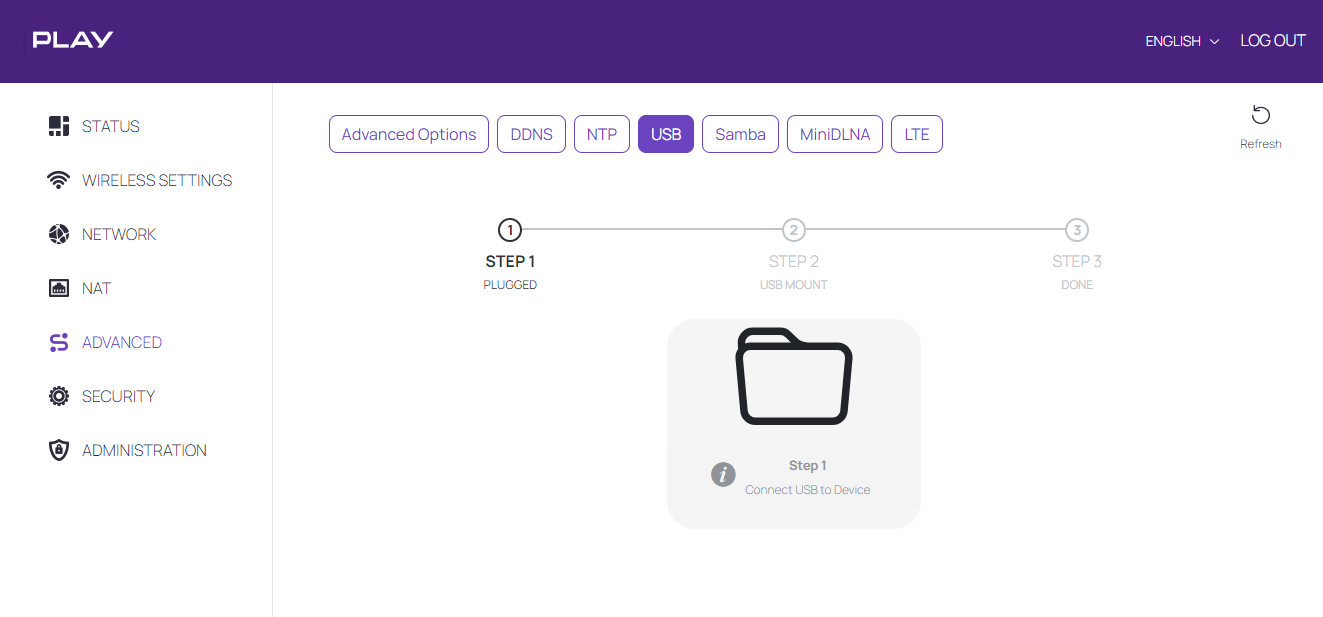 PLAY
ENGLISH LOG OUT
STATUS
WIRELESS SETTINGS
NETWORK
NAT
ADVANCED
SECURITY
ADMINISTRATION
Advanced Options DDNS NTP USB Samba MiniDLNA LTE
Refresh
1 2 3
STEP 1 STEP 2 STEP 3
PLUGGED USB MOUNT DONE
i
Step 1
Connect USB to Device